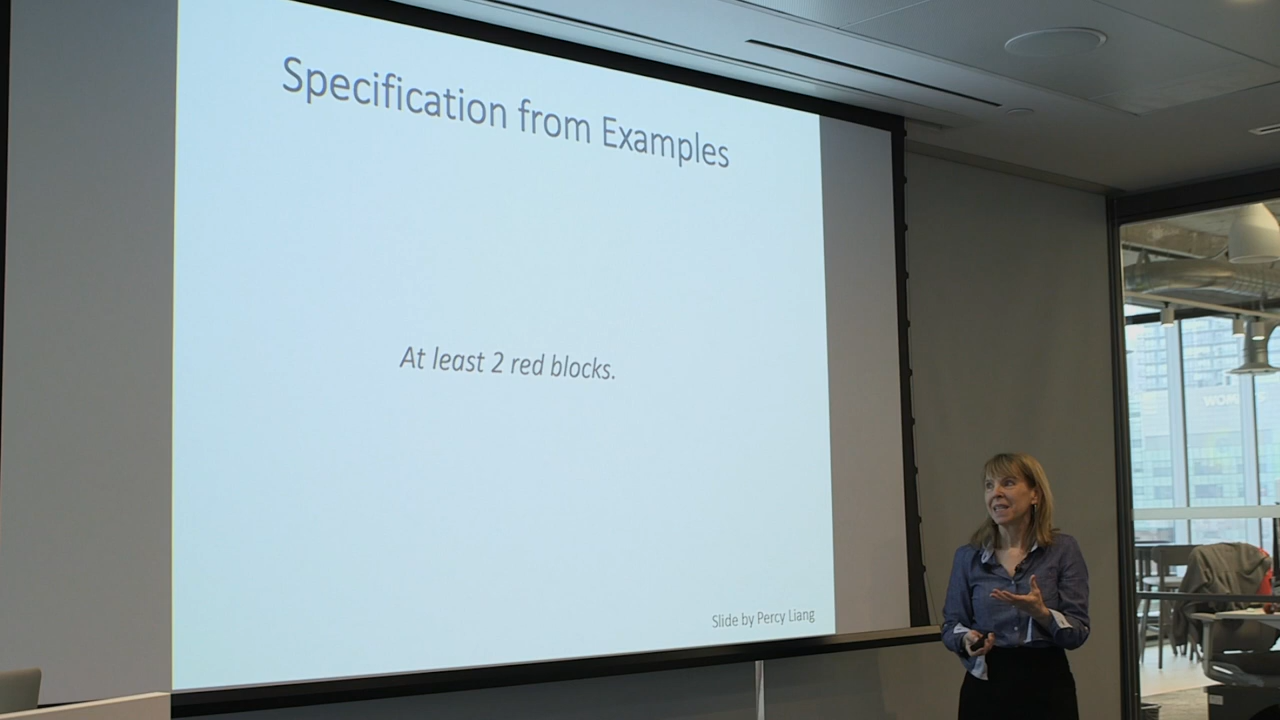 Specification from Examples
At least 2 red blocks.
Slide by Percy Liang